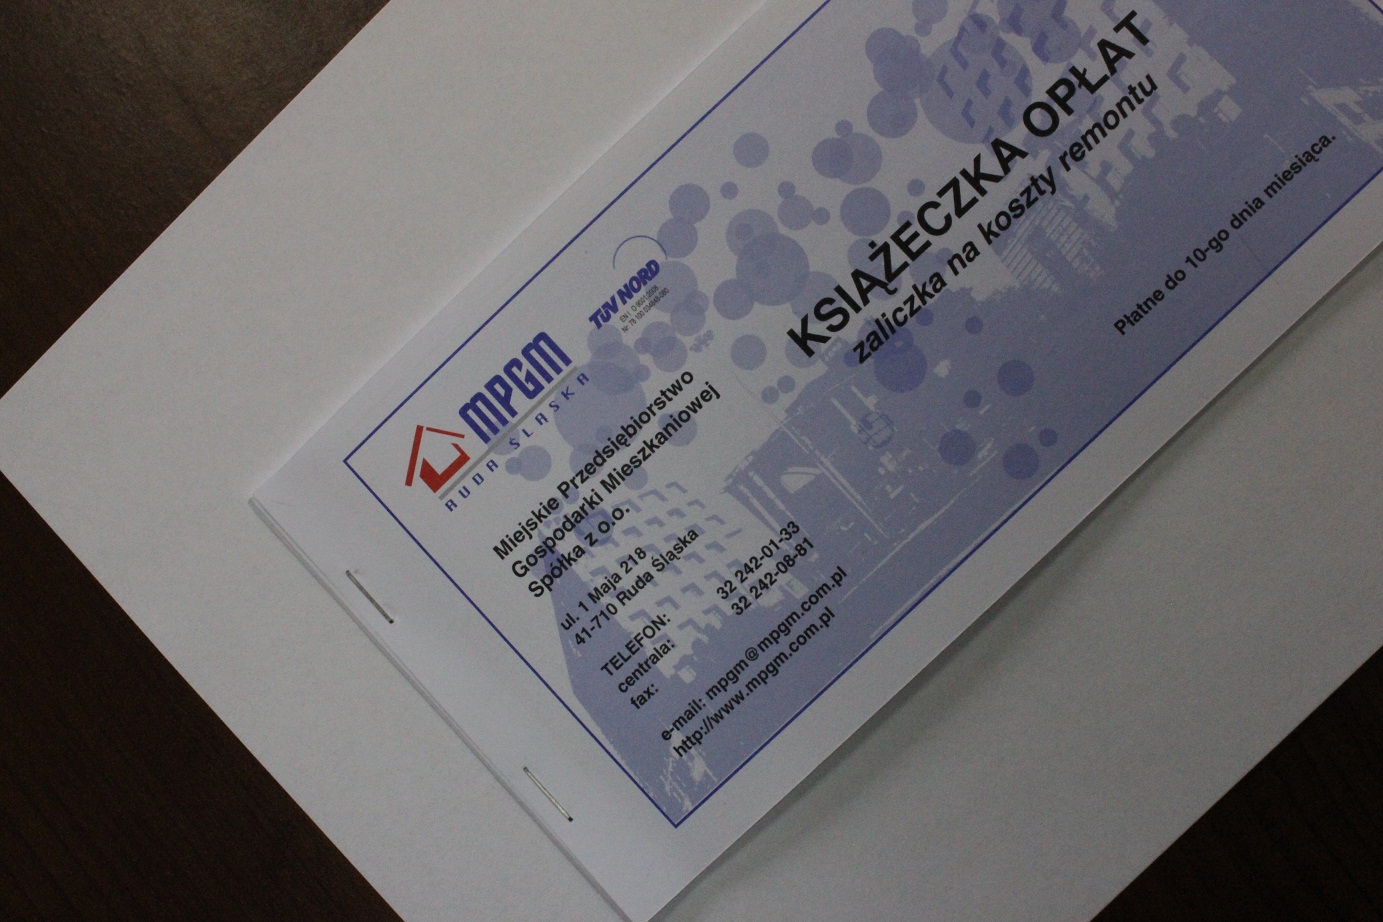 MPGM
RUDA ŚLĄSKA
TUV NORD
Miejskie Przedsiębiorstwo
Gospodarki Mieszkaniowej
Spółka z o.o.
ul. 1 Maja 218
41-710 Ruda Śląska
TELEFON:
centrala: 32 242-01-33
fax: 32 242-08-81
e-mail: mpgm@mpgm.com.pl
http://www.mpgm.com.pl
KSIĄŻECZKA OPŁAT
zaliczka na koszty remontu
Płatne do 10-go dnia miesiąca.